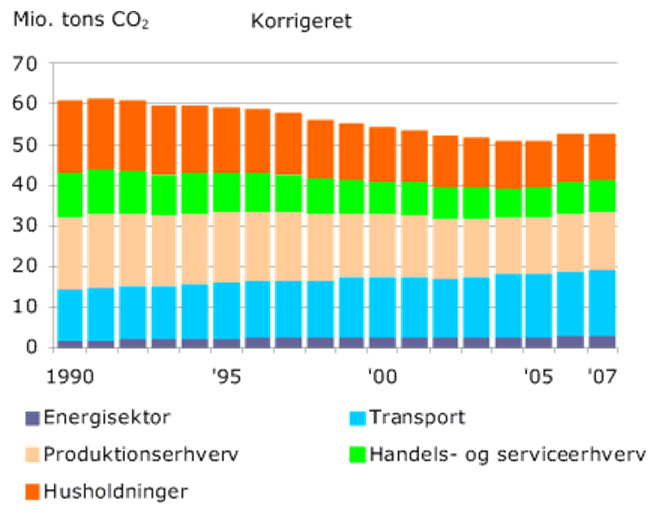 Mio. tons CO₂ Korrigeret
70
60
50
40
30
20
10
0
1990 '95 '00 '05 '07
Energisektor Transport
Produktionserhverv Handels- og serviceerhverv
Husholdninger